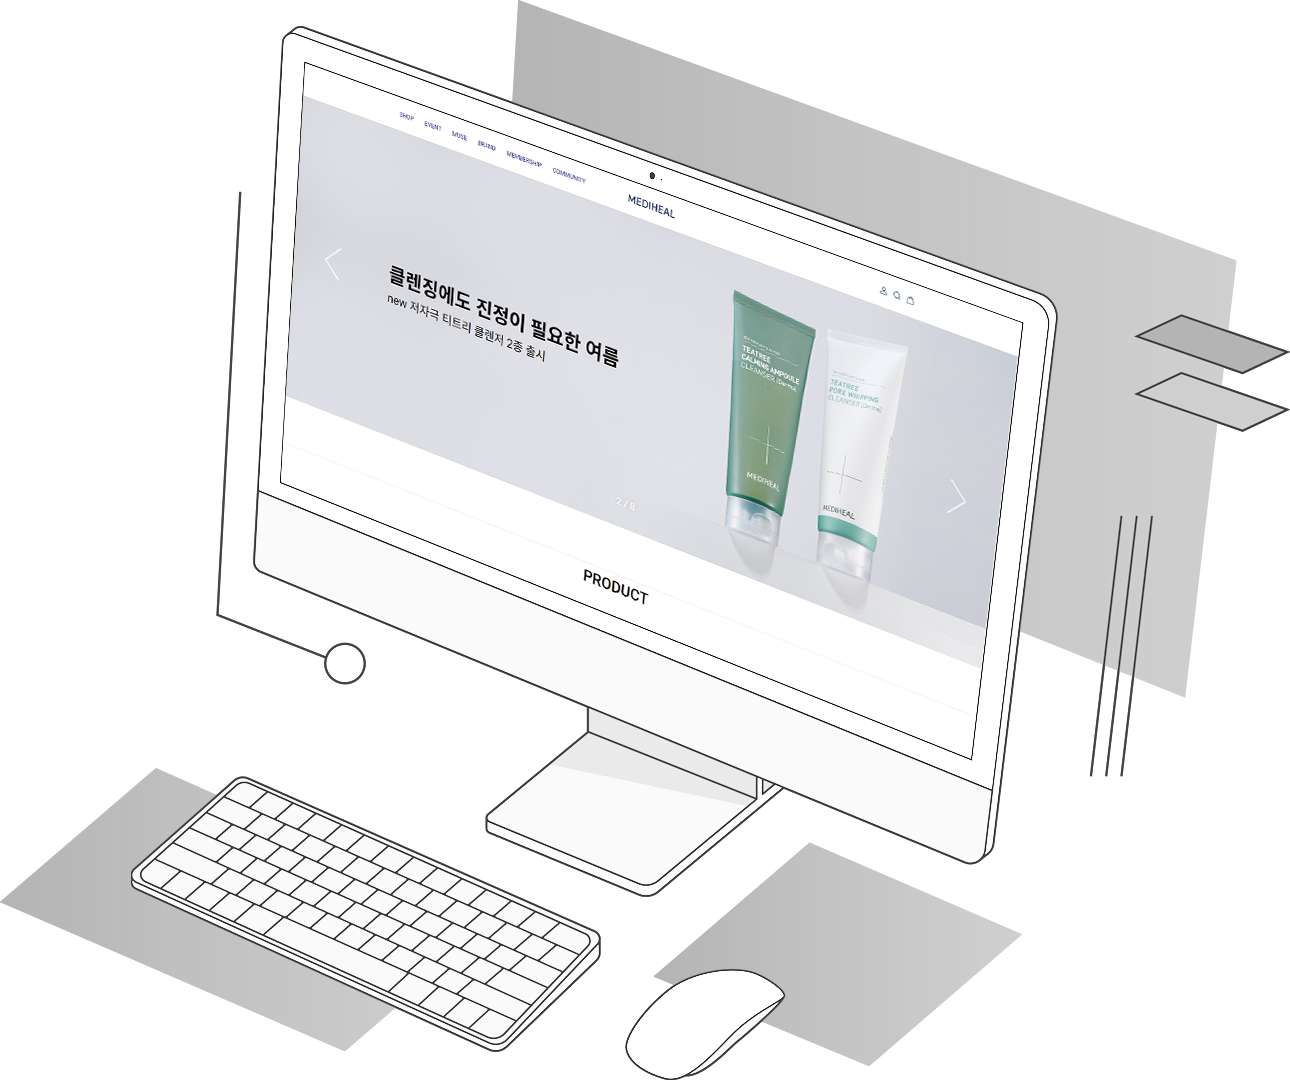 SHOP EVENT MUSE BRAND MEMBERSHIP COMMUNITY
MEDIHEAL
클렌징에도 진정이 필요한 여름
new 저자극 티트리 클렌저 2종 출시
TEATREE
CALMING AMPOULE
CLEANSER (Derma)
MEDIHEAL
TEATREE
PORE WHIPPING
CLEANSER (Derma)
MEDIHEAL
2 / 8
PRODUCT